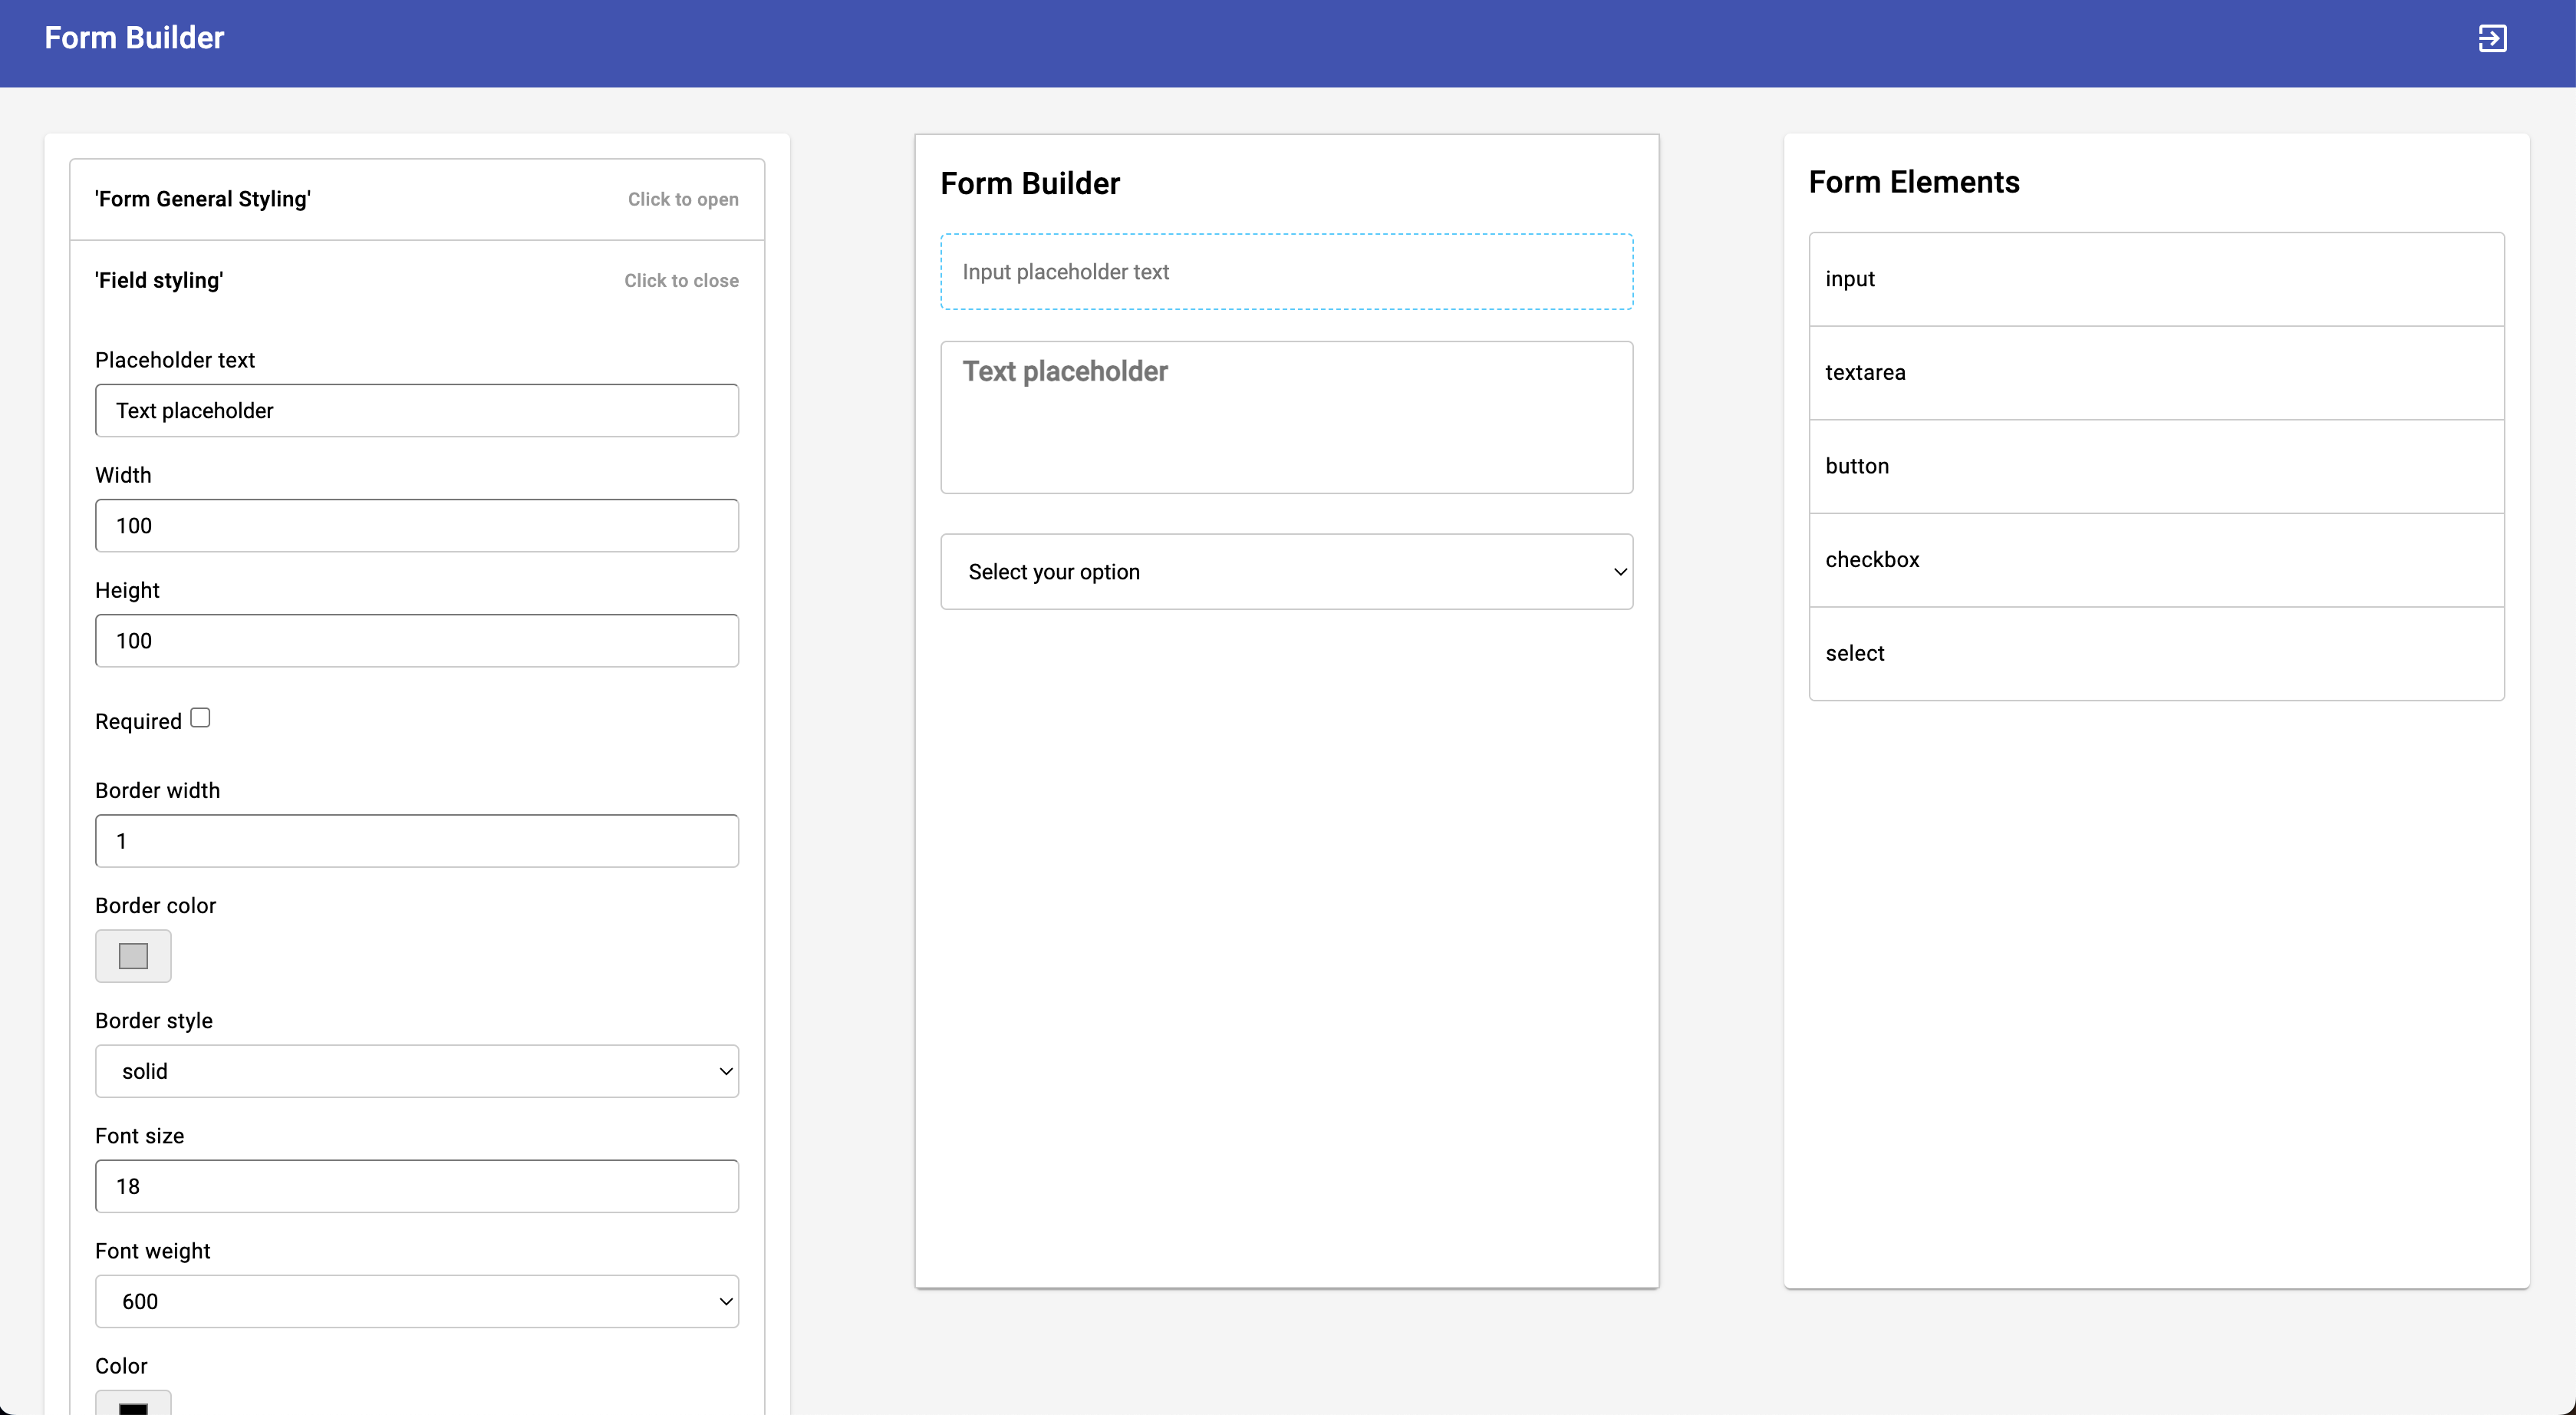 Form Builder
'Form General Styling' Click to open
'Field styling' Click to close
Placeholder text
Text placeholder
Width
100
Height
100
Required
Border width
1
Border color
Border style
solid
Font size
18
Font weight
600
Color
Form Builder
Input placeholder text
Text placeholder
Select your option
Form Elements
input
textarea
button
checkbox
select